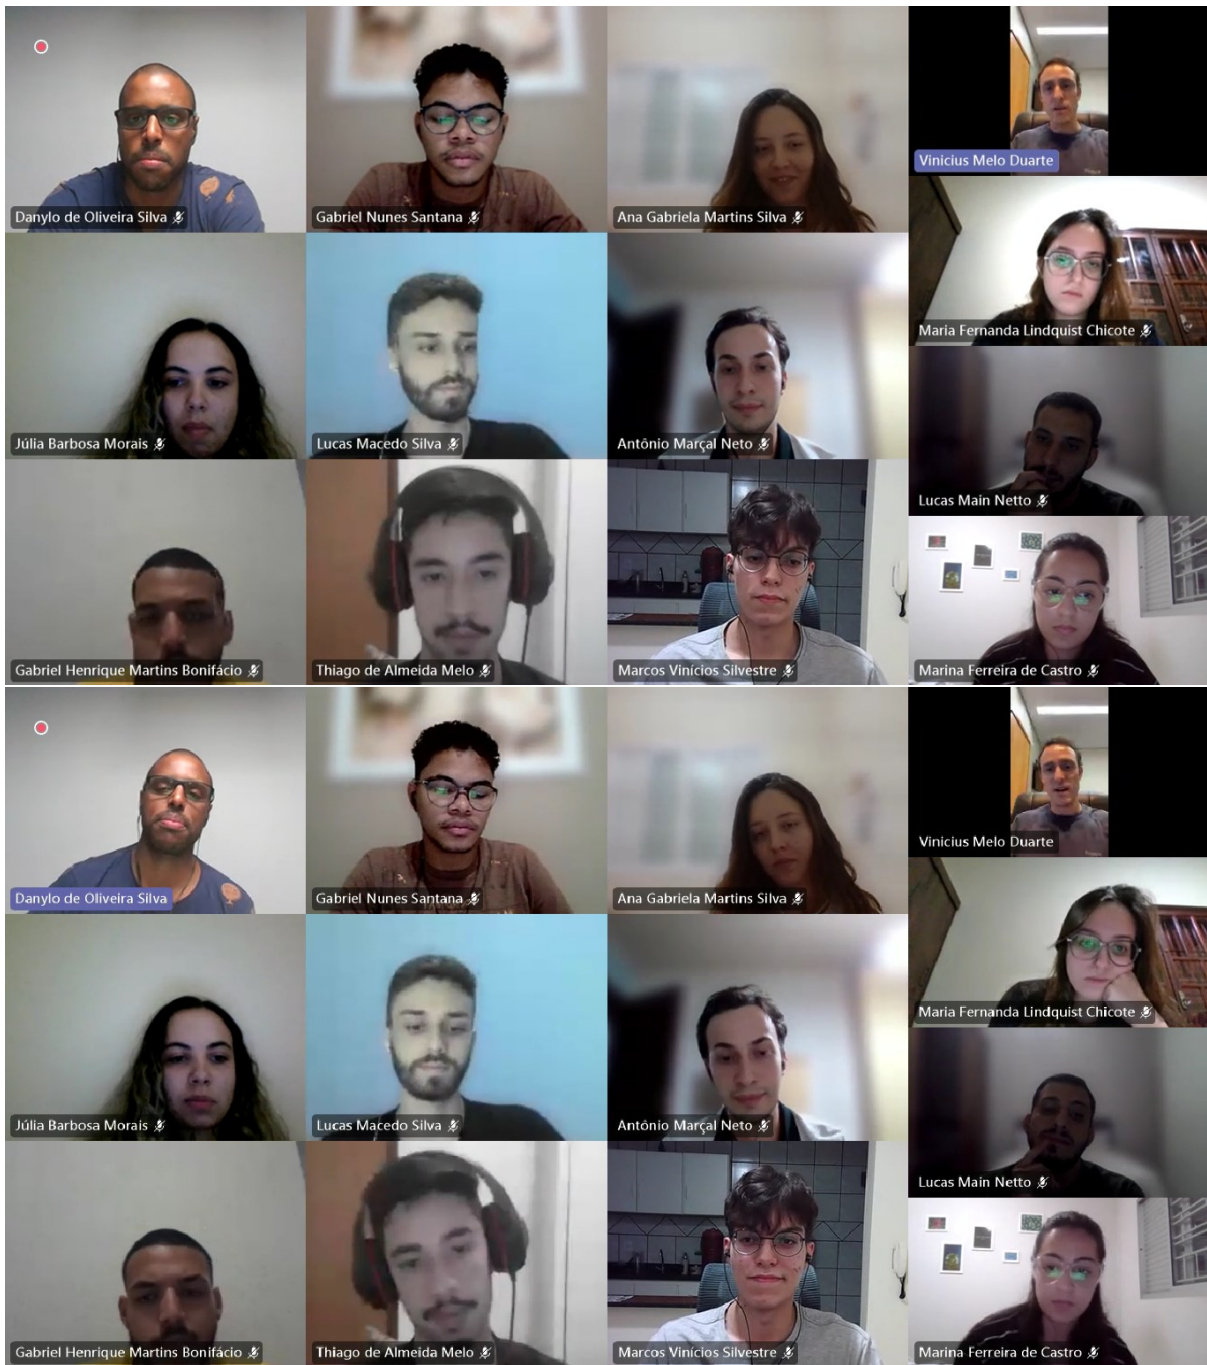 Danylo de Oliveira Silva
Gabriel Nunes Santana
Ana Gabriela Martins Silva
Vinicius Melo Duarte
Maria Fernanda Lindquist Chicote
Júlia Barbosa Morais
Lucas Macedo Silva
Antônio Marçal Neto
Lucas Main Netto
Gabriel Henrique Martins Bonifácio
Thiago de Almeida Melo
Marcos Vinícios Silvestre
Marina Ferreira de Castro
Danylo de Oliveira Silva
Gabriel Nunes Santana
Ana Gabriela Martins Silva
Vinicius Melo Duarte
Maria Fernanda Lindquist Chicote
Júlia Barbosa Morais
Lucas Macedo Silva
Antônio Marçal Neto
Lucas Main Netto
Gabriel Henrique Martins Bonifácio
Thiago de Almeida Melo
Marcos Vinícios Silvestre
Marina Ferreira de Castro